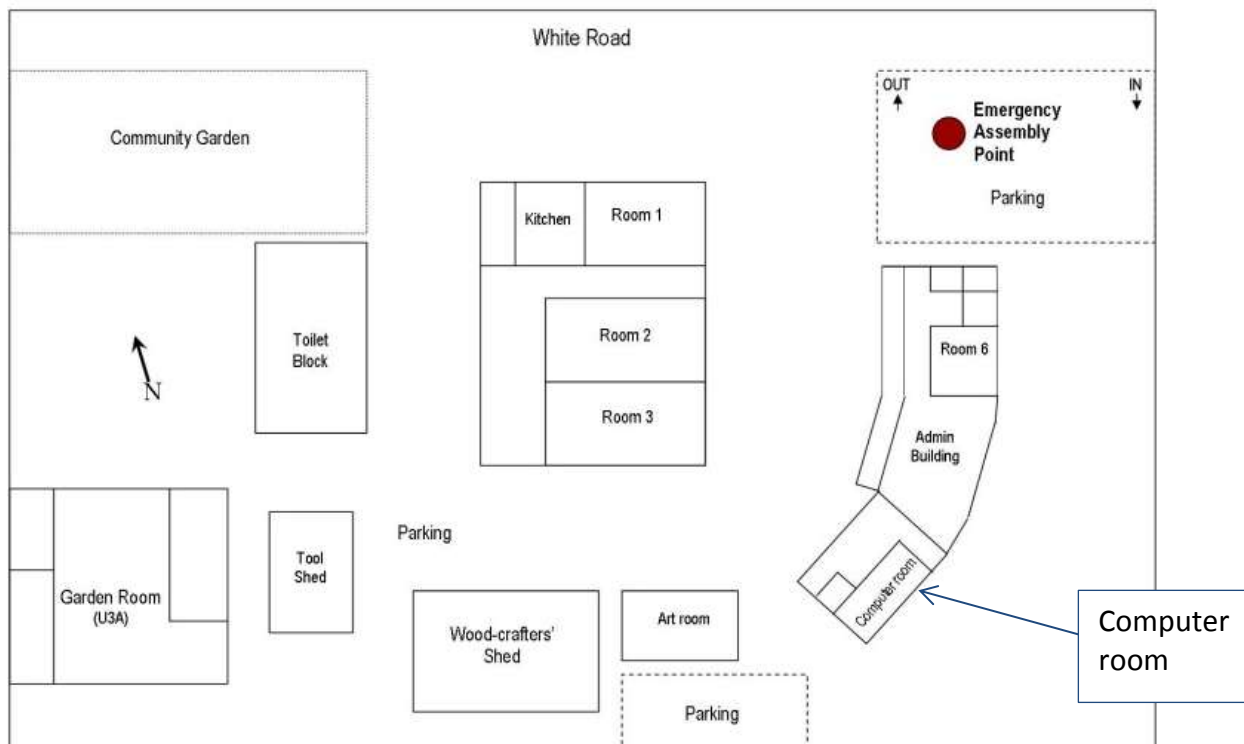 White Road
OUT
IN
Emergency
Assembly
Point
Parking
Community Garden
Kitchen
Room 1
Toilet
Block
Room 2
Room 6
N
Room 3
Admin
Building
Parking
Tool
Shed
Garden Room
(U3A)
Wood-crafters'
Shed
Art room
Computer room
Computer
room
Parking